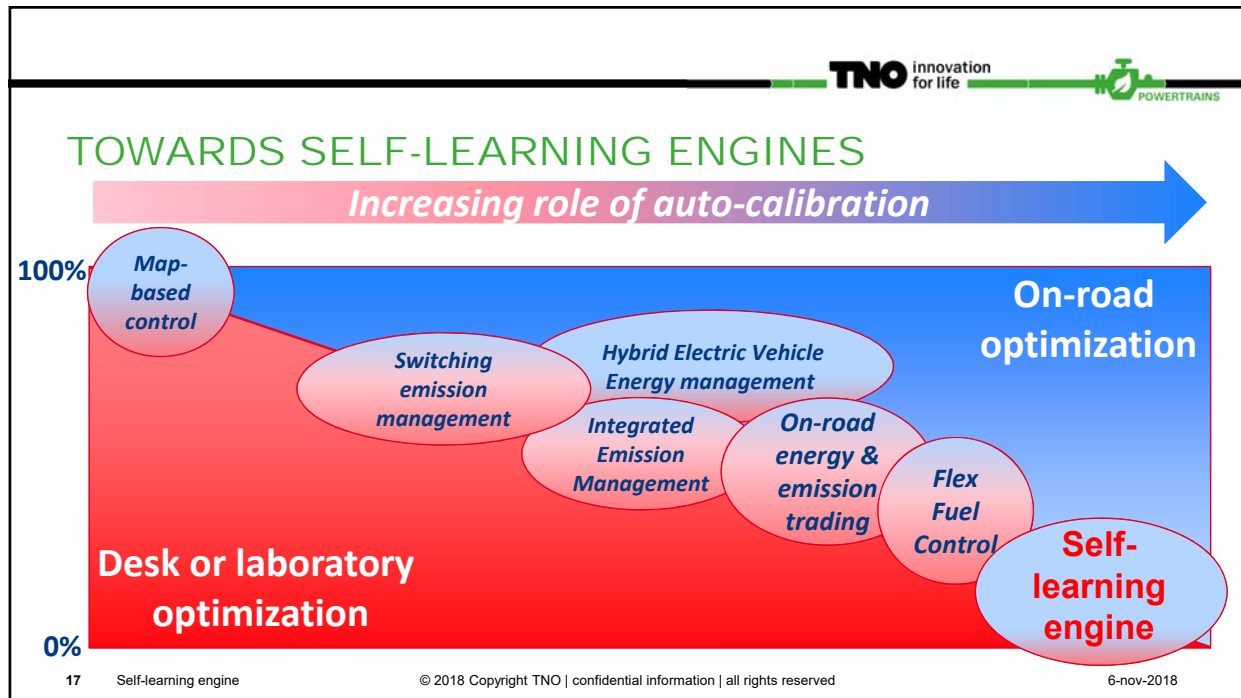 TNO innovation
for life
POWERTRAINS
TOWARDS SELF-LEARNING ENGINES
Increasing role of auto-calibration
100%
Map-
based
control
On-road
optimization
Switching
emission
management
Hybrid Electric Vehicle
Energy management
Integrated
Emission
Management
On-road
energy &
emission
trading
Flex
Fuel
Control
Self-
learning
engine
Desk or laboratory
optimization
0%
17 Self-learning engine © 2018 Copyright TNO | confidential information | all rights reserved 6-nov-2018